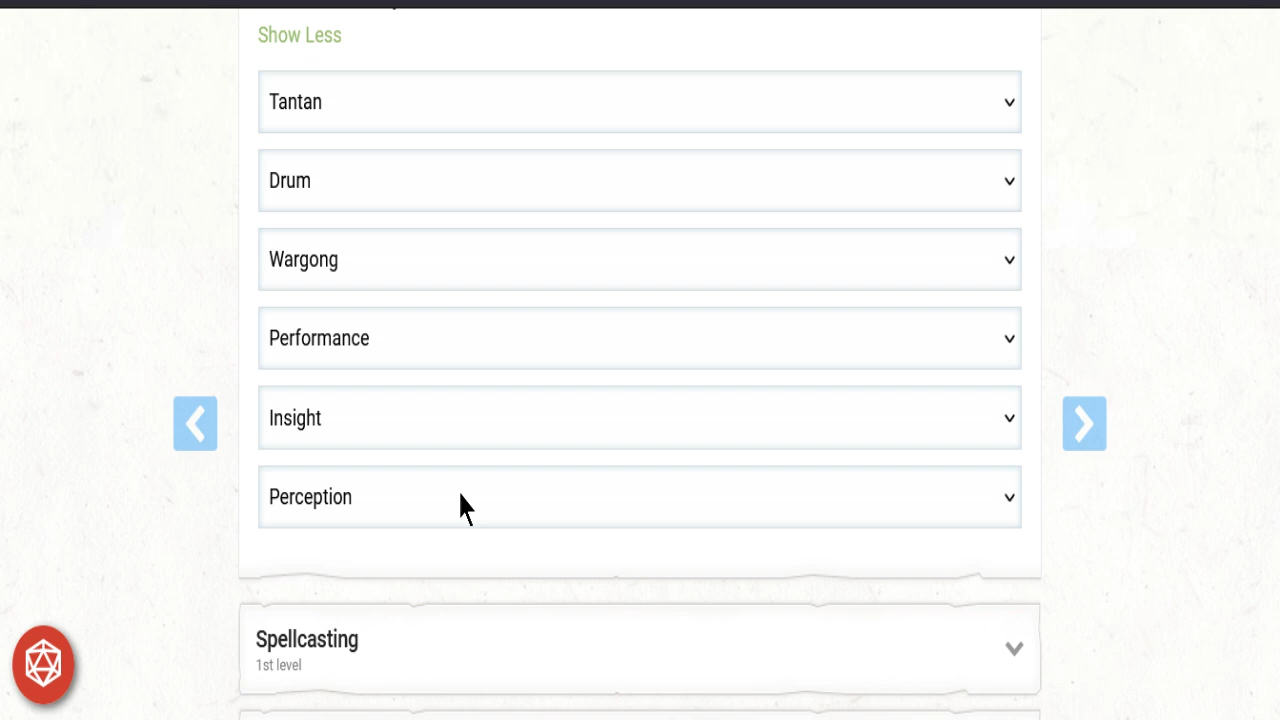 Show Less
Tantan
Drum
Wargong
Performance
Insight
Perception
Spellcasting
1st level